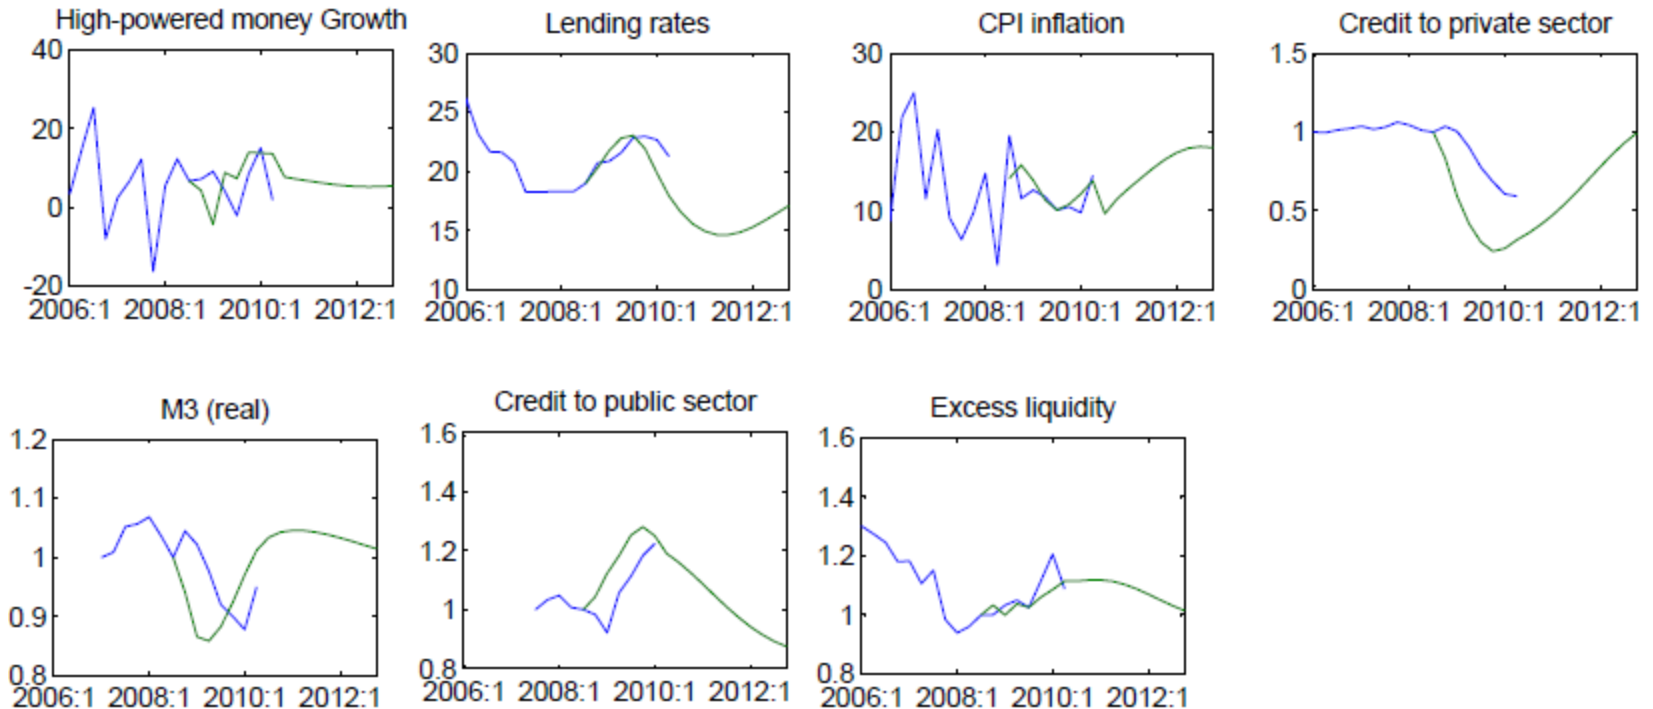 High-powered money Growth
40
20
0
-20
2006:1 2008:1 2010:1 2012:1
Lending rates
30
25
20
15
10
2006:1 2008:1 2010:1 2012:1
CPI inflation
30
20
10
0
2006:1 2008:1 2010:1 2012:1
Credit to private sector
1.5
1
0.5
0
2006:1 2008:1 2010:1 2012:1
M3 (real)
1.2
1.1
1
0.9
0.8
2006:1 2008:1 2010:1 2012:1
Credit to public sector
1.6
1.4
1.2
1
0.8
2006:1 2008:1 2010:1 2012:1
Excess liquidity
1.6
1.4
1.2
1
0.8
2006:1 2008:1 2010:1 2012:1